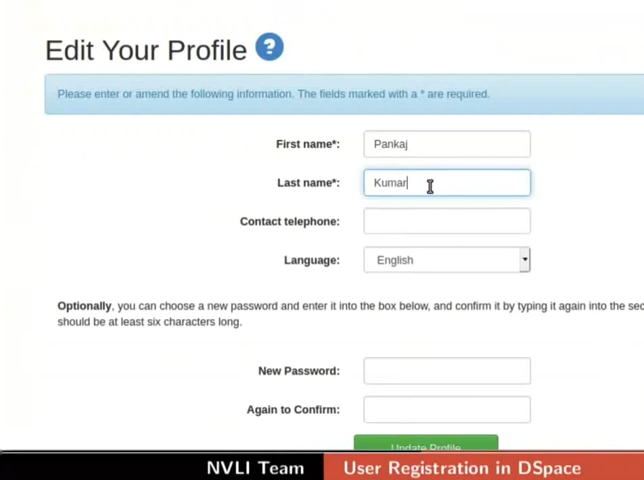 Edit Your Profile ?
Please enter or amend the following information. The fields marked with a * are required.
First name*: Pankaj
Last name*: Kumar
Contact telephone:
Language: English
Optionally, you can choose a new password and enter it into the box below, and confirm it by typing it again into the
should be at least six characters long.
New Password:
Again to Confirm:
Update Profile
NVLI Team User Registration in DSpace